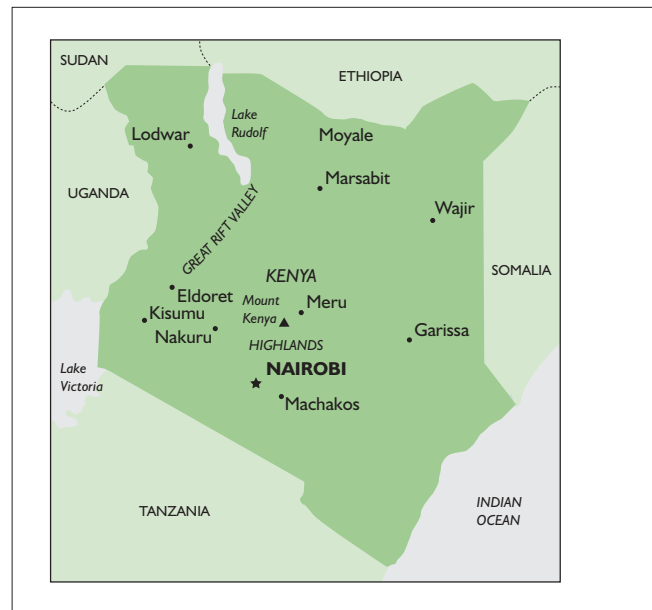 SUDAN
ETHIOPIA
Lake
Rudolf
Moyale
Lodwar
Marsabit
UGANDA
Wajir
GREAT RIFT VALLEY
SOMALIA
KENYA
Eldoret
Mount
Kenya
Meru
Kisumu
Nakuru
Garissa
HIGHLANDS
Lake
Victoria
NAIROBI
Machakos
INDIAN
OCEAN
TANZANIA